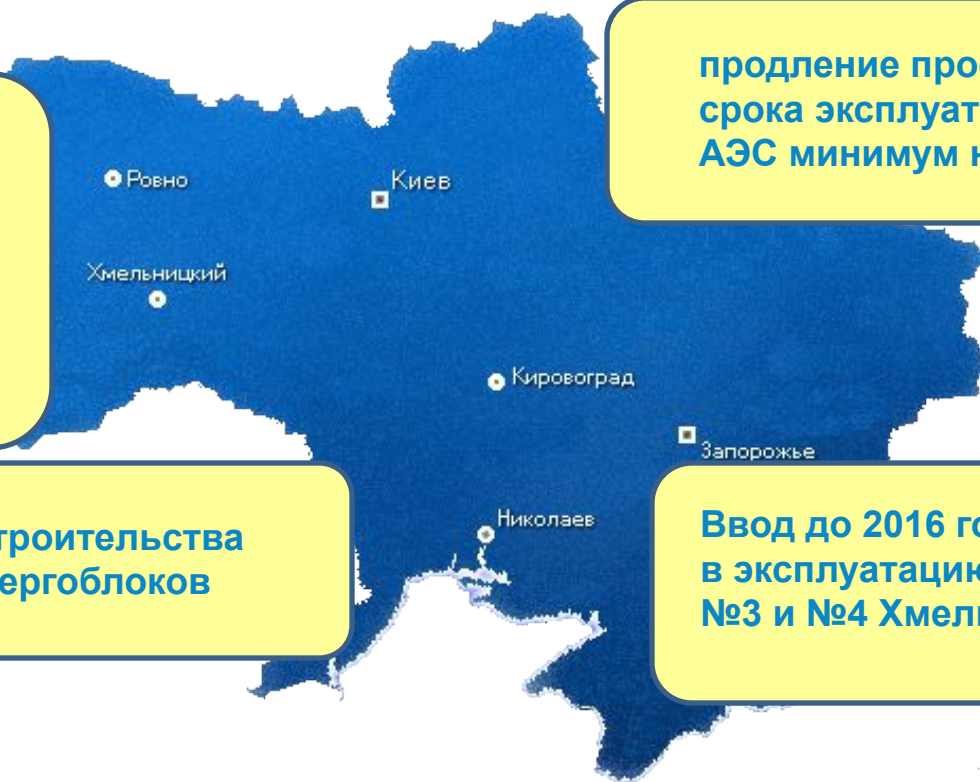 продление про
срока эксплуат
АЭС минимум н
Ровно
Киев
Хмельницкий
Кировоград
Запорожье
Николаев
троительства
ергоблоков
Ввод до 2016 го
в эксплуатацию
№3 и №4 Хмел